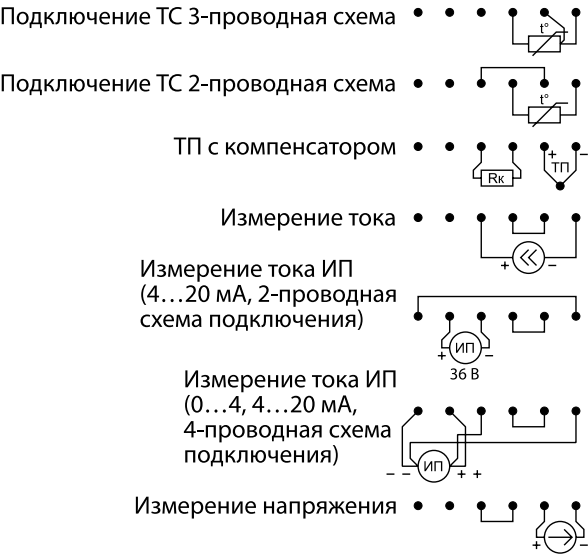 Подключение ТС 3-проводная схема
t°
Подключение ТС 2-проводная схема
t°
ТП с компенсатором
Rк
+ ТП −
Измерение тока
+ −
Измерение тока ИП
(4…20 мА, 2-проводная
схема подключения)
+ ИП −
36 В
Измерение тока ИП
(0…4, 4…20 мА,
4-проводная схема
подключения)
− − ИП + +
Измерение напряжения
+ −